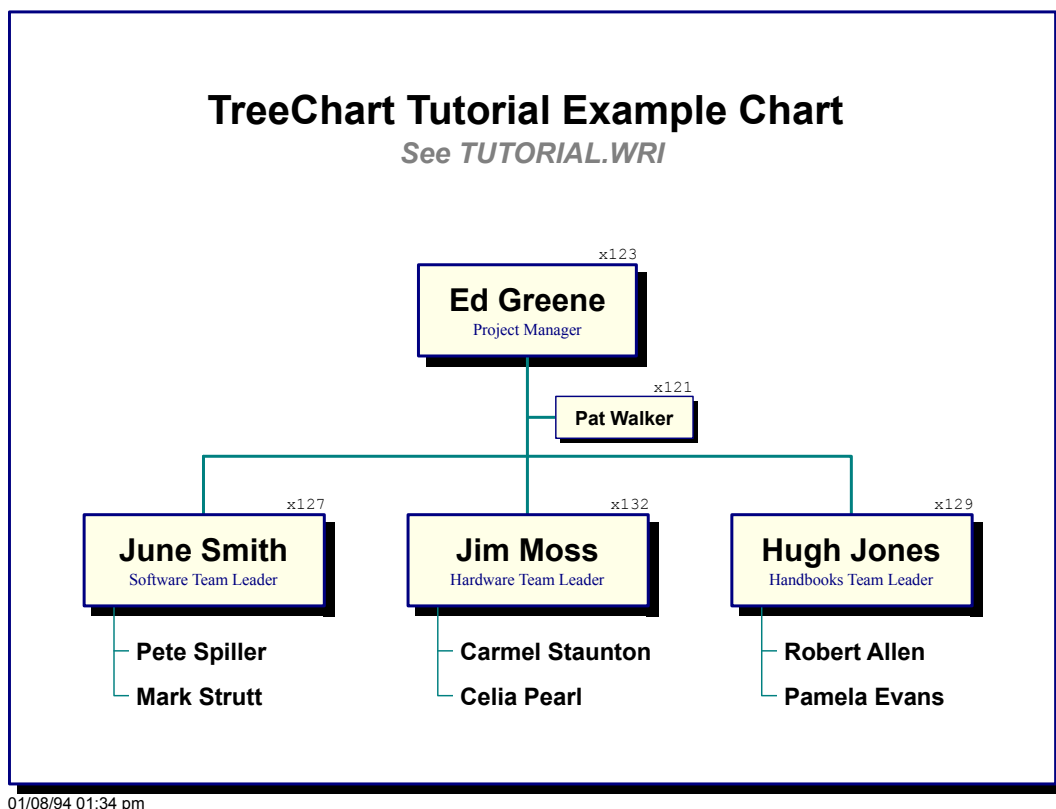 TreeChart Tutorial Example Chart
See TUTORIAL.WRI
x123
Ed Greene
Project Manager
x121
Pat Walker
x127
June Smith
Software Team Leader
Pete Spiller
Mark Strutt
x132
Jim Moss
Hardware Team Leader
Carmel Staunton
Celia Pearl
x129
Hugh Jones
Handbooks Team Leader
Robert Allen
Pamela Evans
01/08/94 01:34 pm